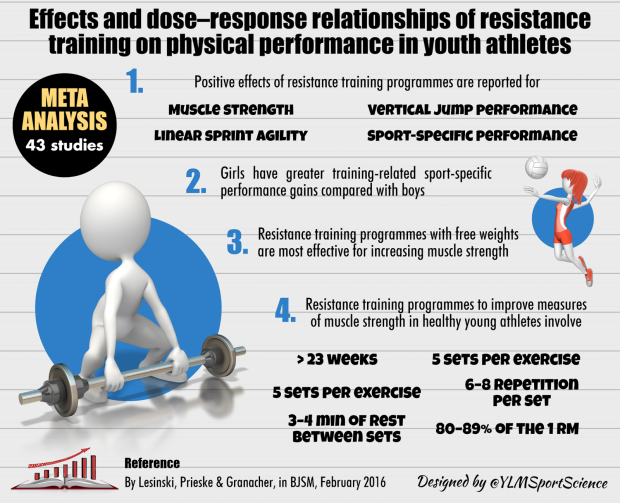 Effects and dose–response relationships of resistance
training on physical performance in youth athletes
META
ANALYSIS
43 studies
1. Positive effects of resistance training programmes are reported for
MUSCLE STRENGTH
VERTICAL JUMP PERFORMANCE
LINEAR SPRINT AGILITY
SPORT-SPECIFIC PERFORMANCE
2. Girls have greater training-related sport-specific
performance gains compared with boys
3. Resistance training programmes with free weights
are most effective for increasing muscle strength
4. Resistance training programmes to improve measures
of muscle strength in healthy young athletes involve
> 23 WEEKS
5 SETS PER EXERCISE
5 SETS PER EXERCISE
6-8 REPETITION
PER SET
3-4 MIN OF REST
BETWEEN SETS
80-89% OF THE 1 RM
Reference
By Lesinski, Prieske & Granacher, in BJSM, February 2016
Designed by @YLMSportScience